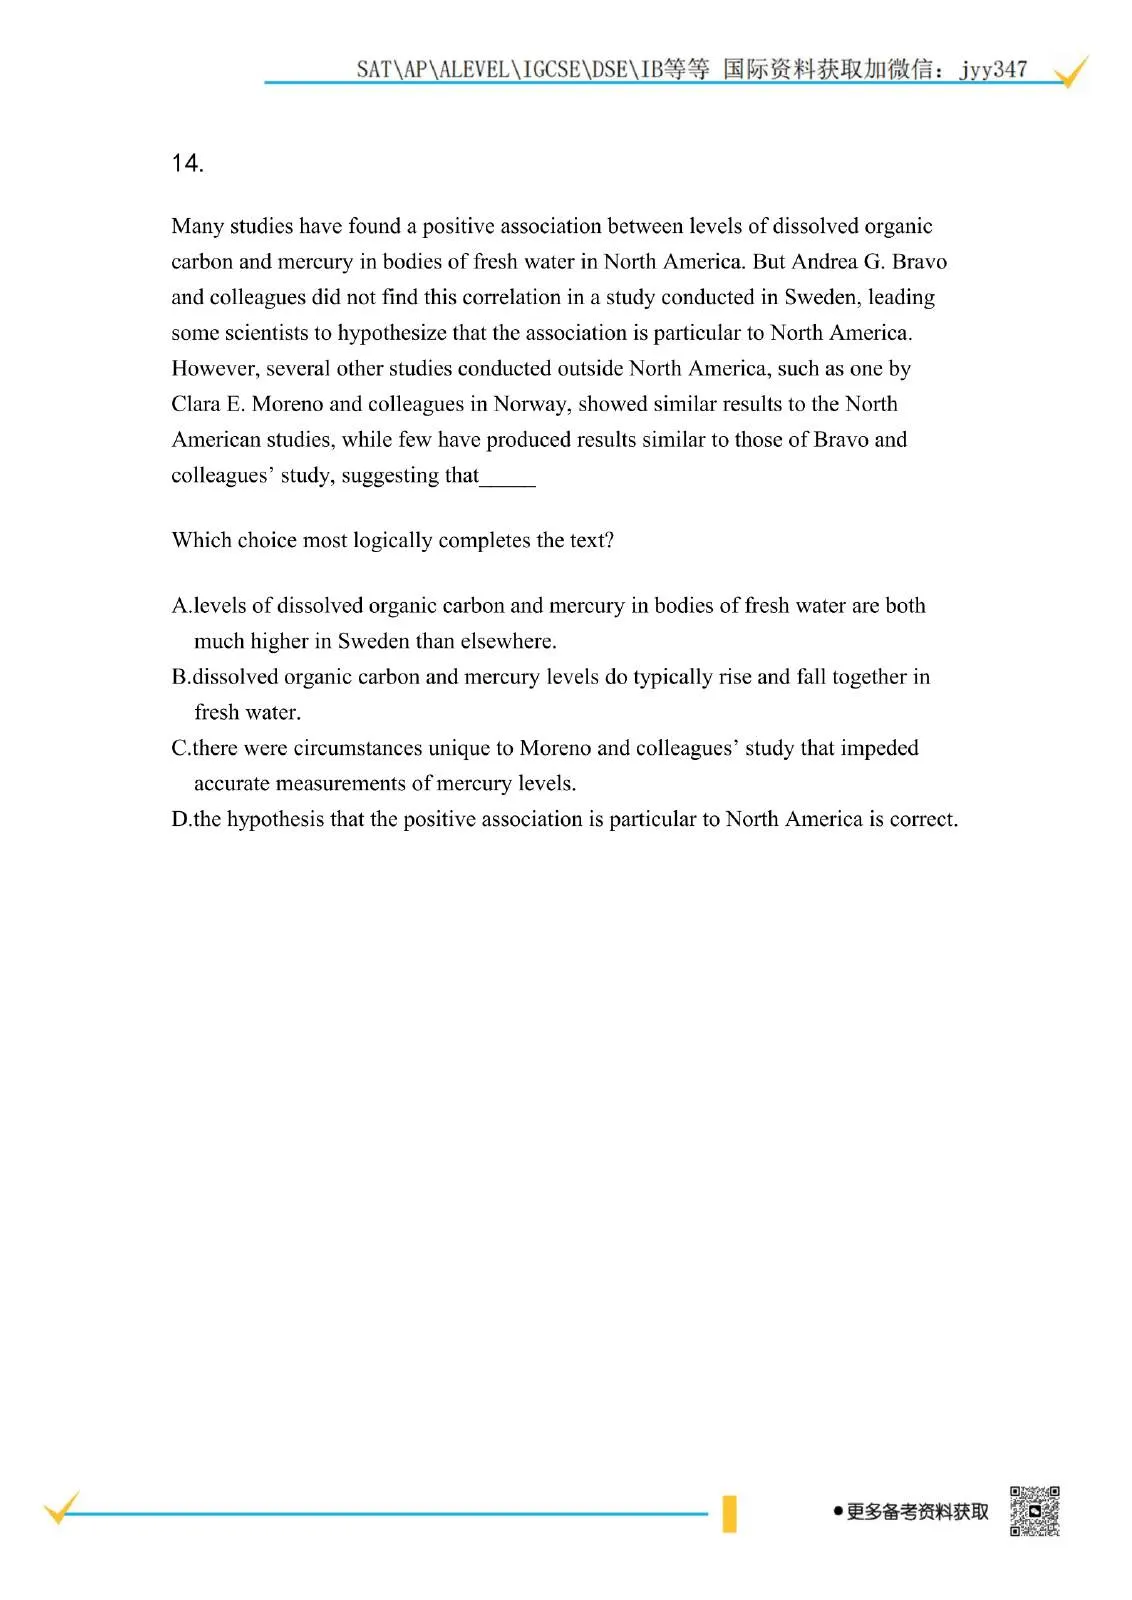 SAT\AP\ALEVEL\IGCSE\DSE\IB等等 国际资料获取加微信：jyy347
14.
Many studies have found a positive association between levels of dissolved organic
carbon and mercury in bodies of fresh water in North America. But Andrea G. Bravo
and colleagues did not find this correlation in a study conducted in Sweden, leading
some scientists to hypothesize that the association is particular to North America.
However, several other studies conducted outside North America, such as one by
Clara E. Moreno and colleagues in Norway, showed similar results to the North
American studies, while few have produced results similar to those of Bravo and
colleagues’ study, suggesting that_____
Which choice most logically completes the text?
A.levels of dissolved organic carbon and mercury in bodies of fresh water are both
much higher in Sweden than elsewhere.
B.dissolved organic carbon and mercury levels do typically rise and fall together in
fresh water.
C.there were circumstances unique to Moreno and colleagues’ study that impeded
accurate measurements of mercury levels.
D.the hypothesis that the positive association is particular to North America is correct.
●更多备考资料获取